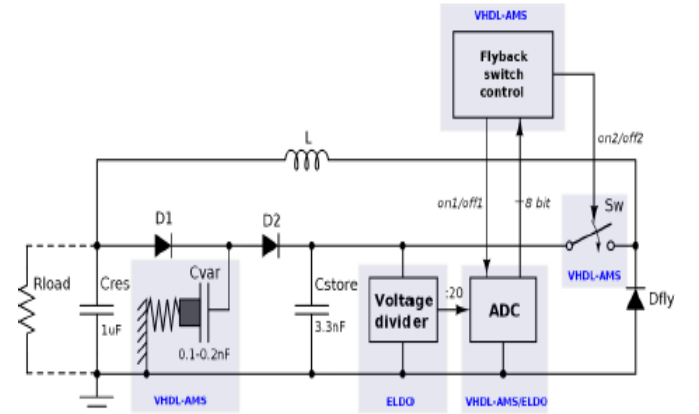 VHDL-AMS
Flyback
switch
control
on2/off2
L
on1/off1
8 bit
Sw
D1
D2
VHDL-AMS
Rload
Cres
1uF
Cvar
0.1-0.2nF
Cstore
3.3nF
Voltage
divider
:20
ADC
Dfly
VHDL-AMS
ELDO
VHDL-AMS/ELDO